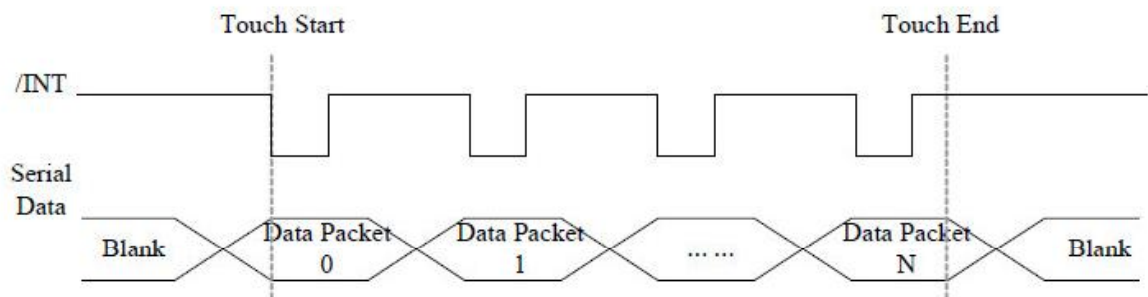 Touch Start
Touch End
/INT
Serial
Data
Blank
Data Packet
0
Data Packet
1
... ...
Data Packet
N
Blank